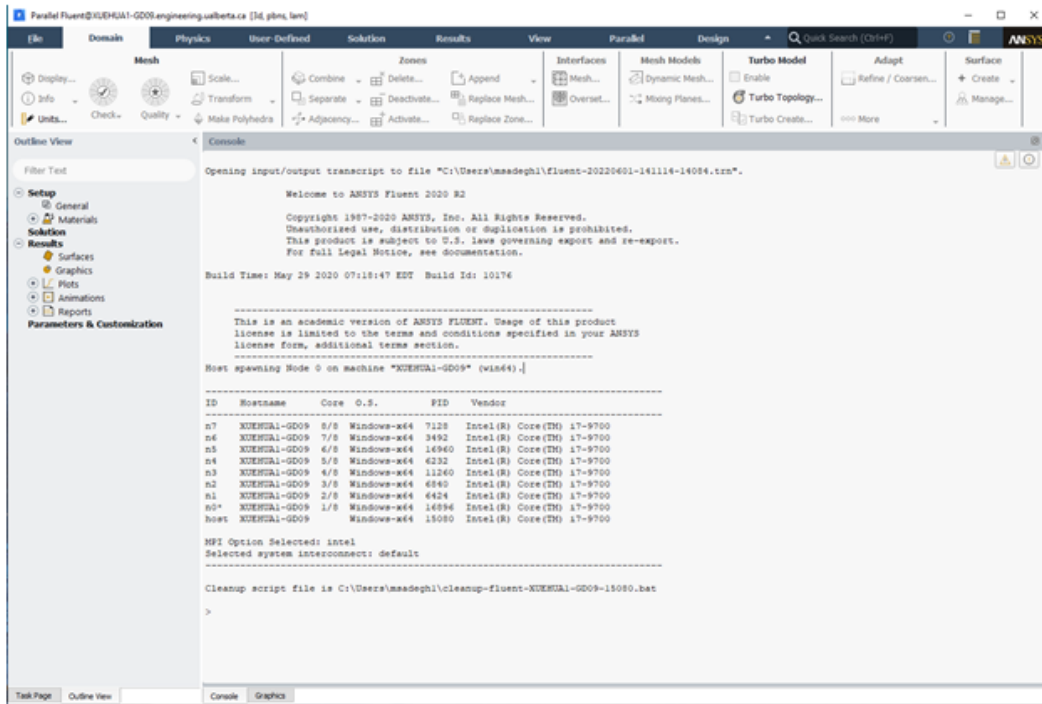 Parallel Fluent@XUEHUA1-GD09.engineering.ualberta.ca [3d, pbns, lam]
File Domain Physics User-Defined Solution Results View Parallel Design Quick Search (Ctrl+F) ANSYS
Mesh Zones Interfaces Mesh Models Turbo Model Adapt Surface
Display... Scale... Combine Delete... Append Mesh... Dynamic Mesh... Enable Refine / Coarsen... + Create
Info Transform Separate Deactivate... Replace Mesh... Overset... Mixing Planes... Turbo Topology... Manage...
Units... Check Quality Make Polyhedra Adjacency... Activate... Replace Zone... Turbo Create... More
Outline View < Console
Filter Text
Setup
General
Materials
Solution
Results
Surfaces
Graphics
Plots
Animations
Reports
Parameters & Customization
Opening input/output transcript to file "C:\Users\msadeghl\fluent-20220601-141114-14084.trn".
Welcome to ANSYS Fluent 2020 R2
Copyright 1987-2020 ANSYS, Inc. All Rights Reserved.
Unauthorized use, distribution or duplication is prohibited.
This product is subject to U.S. laws governing export and re-export.
For full Legal Notice, see documentation.
Build Time: May 29 2020 07:18:47 EDT Build Id: 10176
This is an academic version of ANSYS FLUENT. Usage of this product
license is limited to the terms and conditions specified in your ANSYS
license form, additional terms section.
Host spawning Node 0 on machine "XUEHUA1-GD09" (win64).
ID Hostname Core O.S. PID Vendor
n7 XUEHUA1-GD09 8/8 Windows-x64 7128 Intel(R) Core(TM) i7-9700
n6 XUEHUA1-GD09 7/8 Windows-x64 3492 Intel(R) Core(TM) i7-9700
n5 XUEHUA1-GD09 6/8 Windows-x64 16960 Intel(R) Core(TM) i7-9700
n4 XUEHUA1-GD09 5/8 Windows-x64 6232 Intel(R) Core(TM) i7-9700
n3 XUEHUA1-GD09 4/8 Windows-x64 11260 Intel(R) Core(TM) i7-9700
n2 XUEHUA1-GD09 3/8 Windows-x64 6840 Intel(R) Core(TM) i7-9700
n1 XUEHUA1-GD09 2/8 Windows-x64 6424 Intel(R) Core(TM) i7-9700
n0* XUEHUA1-GD09 1/8 Windows-x64 16896 Intel(R) Core(TM) i7-9700
host XUEHUA1-GD09 Windows-x64 15080 Intel(R) Core(TM) i7-9700
MPI Option Selected: intel
Selected system interconnect: default
Cleanup script file is C:\Users\msadeghl\cleanup-fluent-XUEHUA1-GD09-15080.bat
>
Task Page Outline View Console Graphics